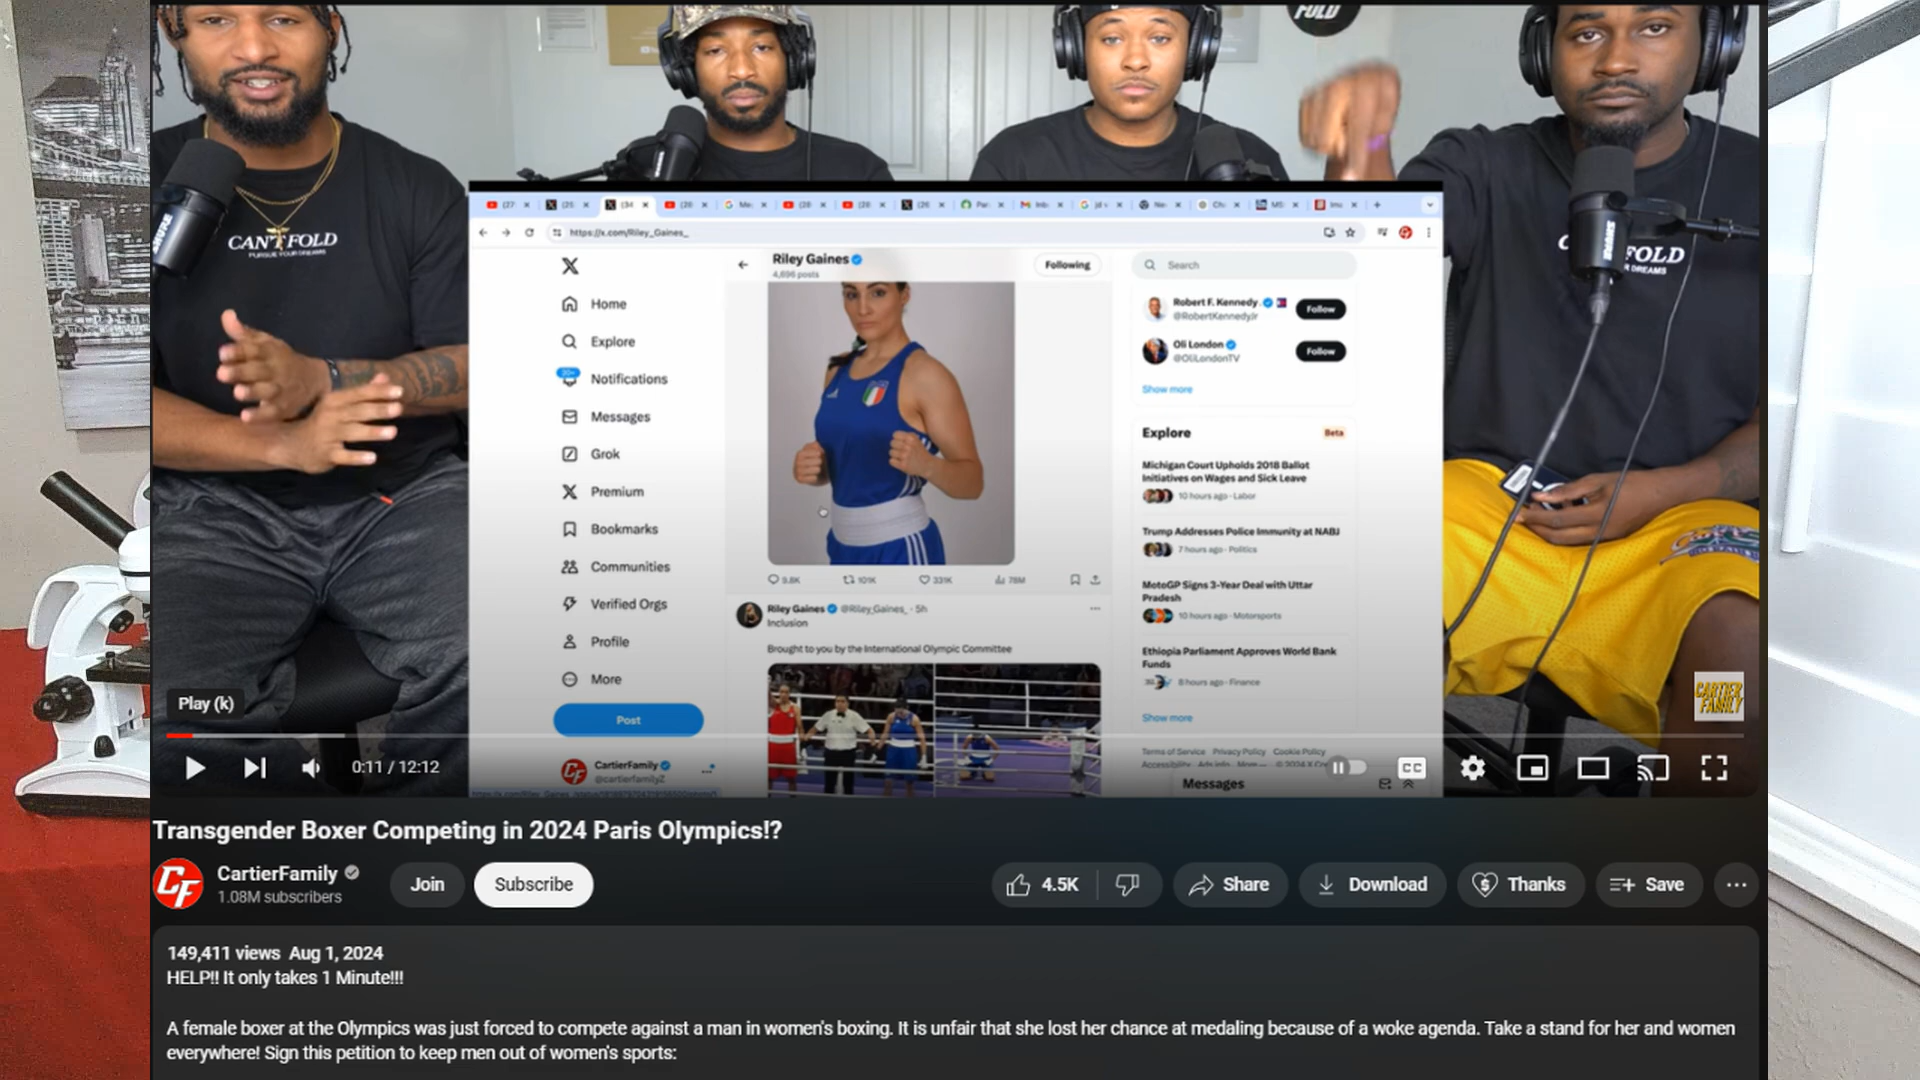 FOLD
CAN'T FOLD
PURSUE YOUR DREAMS
FOLD
R DREAMS
SHURE
SHURE
https://x.com/Riley_Gaines_
Riley Gaines
4,696 posts
Following
Search
Home
Explore
Notifications
Messages
Grok
Premium
Bookmarks
Communities
Verified Orgs
Profile
More
Post
CartierFamily
@cartierfamilyZ
20+
9.8K 101K 331K 78M
Riley Gaines @Riley_Gaines_ · 5h
Inclusion
Brought to you by the International Olympic Committee
Robert F. Kennedy
@RobertKennedyJr
Follow
Oli London
@OliLondonTV
Follow
Show more
Explore
Beta
Michigan Court Upholds 2018 Ballot
Initiatives on Wages and Sick Leave
10 hours ago · Labor
Trump Addresses Police Immunity at NABJ
7 hours ago · Politics
MotoGP Signs 3-Year Deal with Uttar
Pradesh
10 hours ago · Motorsports
Ethiopia Parliament Approves World Bank
Funds
8 hours ago · Finance
Show more
Terms of Service Privacy Policy Cookie Policy
Messages
CARTIER
FAMILY
Play (k)
0:11 / 12:12
CC
Transgender Boxer Competing in 2024 Paris Olympics!?
CF
CartierFamily
1.08M subscribers
Join
Subscribe
4.5K
Share
Download
Thanks
Save
149,411 views Aug 1, 2024
HELP!! It only takes 1 Minute!!!
A female boxer at the Olympics was just forced to compete against a man in women's boxing. It is unfair that she lost her chance at medaling because of a woke agenda. Take a stand for her and women
everywhere! Sign this petition to keep men out of women's sports: